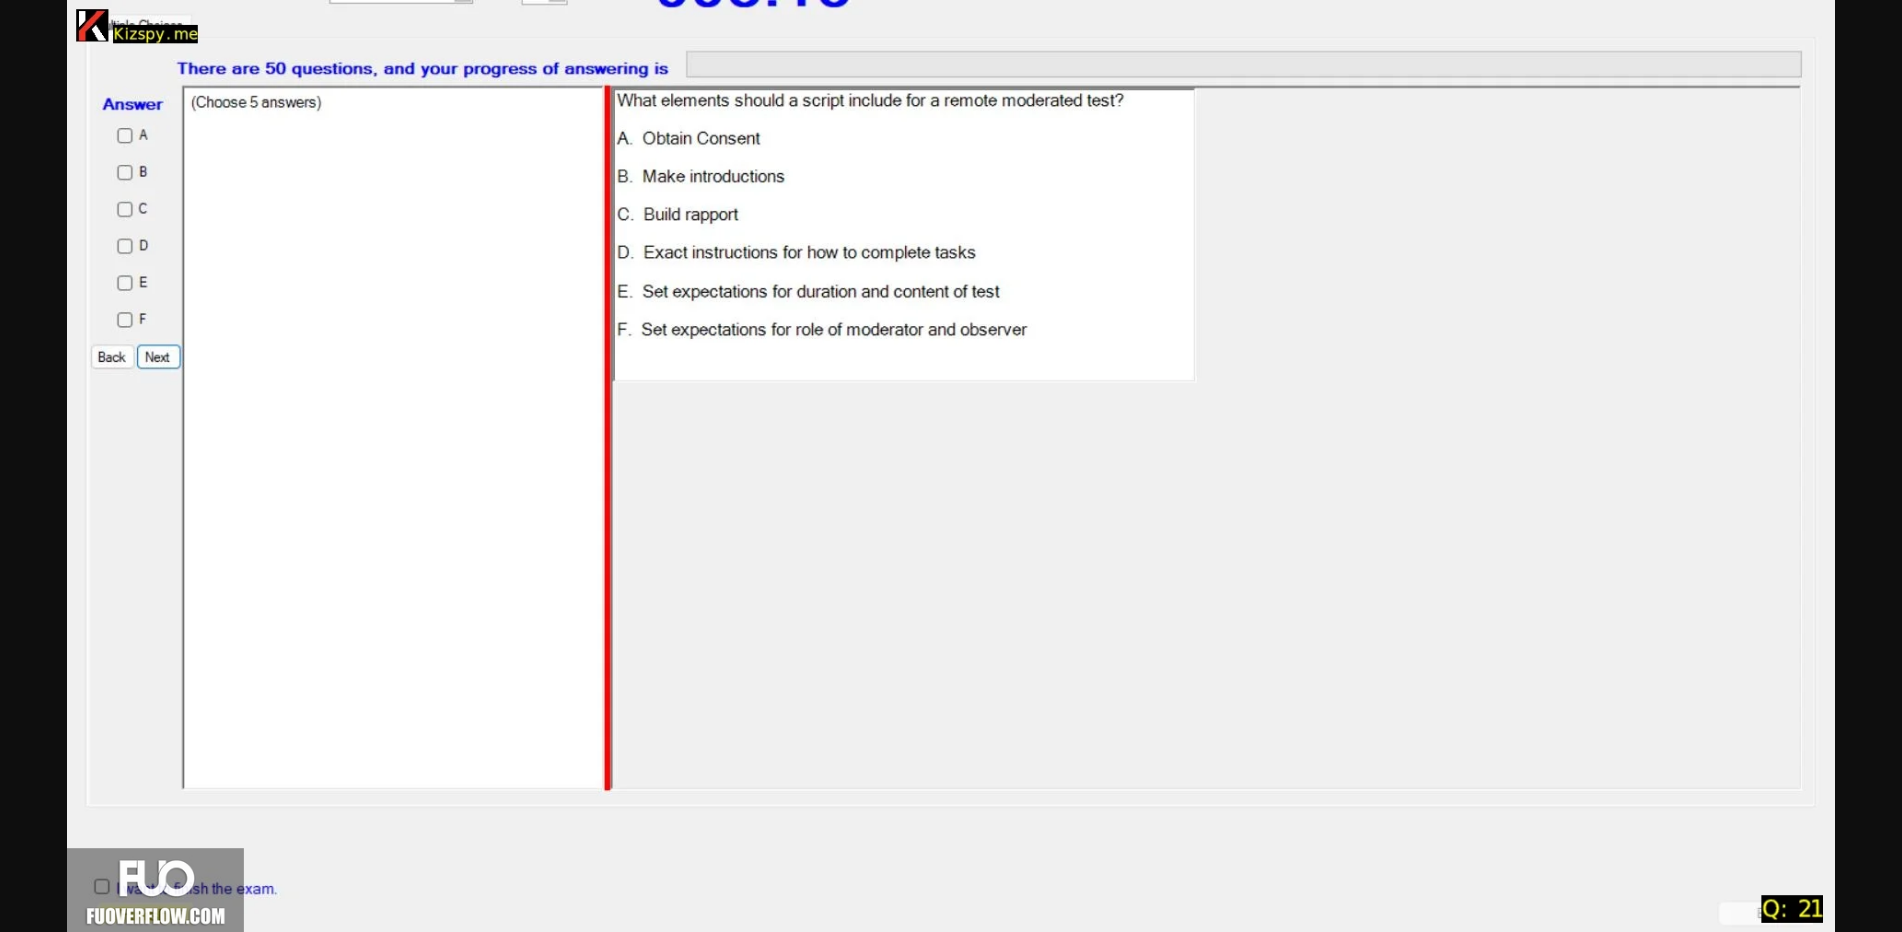 Kizspy.me
There are 50 questions, and your progress of answering is
Answer
(Choose 5 answers)
A
B
C
D
E
F
Back Next
What elements should a script include for a remote moderated test?
A. Obtain Consent
B. Make introductions
C. Build rapport
D. Exact instructions for how to complete tasks
E. Set expectations for duration and content of test
F. Set expectations for role of moderator and observer
FUO
the exam.
FUOVERFLOW.COM
Q: 21